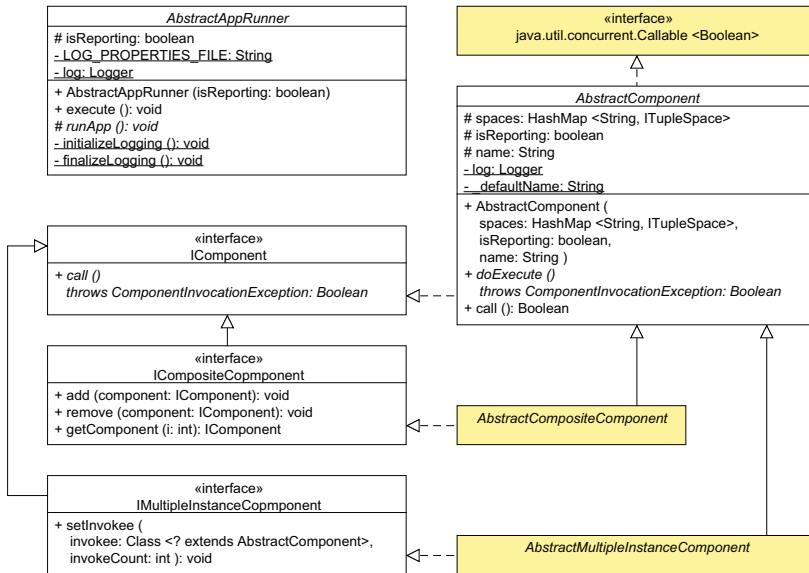 AbstractAppRunner
# isReporting: boolean
- LOG_PROPERTIES_FILE: String
- log: Logger
+ AbstractAppRunner (isReporting: boolean)
+ execute (): void
# runApp (): void
- initializeLogging (): void
- finalizeLogging (): void
«interface»
java.util.concurrent.Callable <Boolean>
AbstractComponent
# spaces: HashMap <String, ITupleSpace>
# isReporting: boolean
# name: String
- log: Logger
- _defaultName: String
+ AbstractComponent (
spaces: HashMap <String, ITupleSpace>,
isReporting: boolean,
name: String )
+ doExecute ()
throws ComponentInvocationException: Boolean
+ call (): Boolean
«interface»
IComponent
+ call ()
throws ComponentInvocationException: Boolean
«interface»
ICompositeCopmponent
+ add (component: IComponent): void
+ remove (component: IComponent): void
+ getComponent (i: int): IComponent
AbstractCompositeComponent
«interface»
IMultipleInstanceCopmponent
+ setInvokee (
invokee: Class <? extends AbstractComponent>,
invokeCount: int ): void
AbstractMultipleInstanceComponent